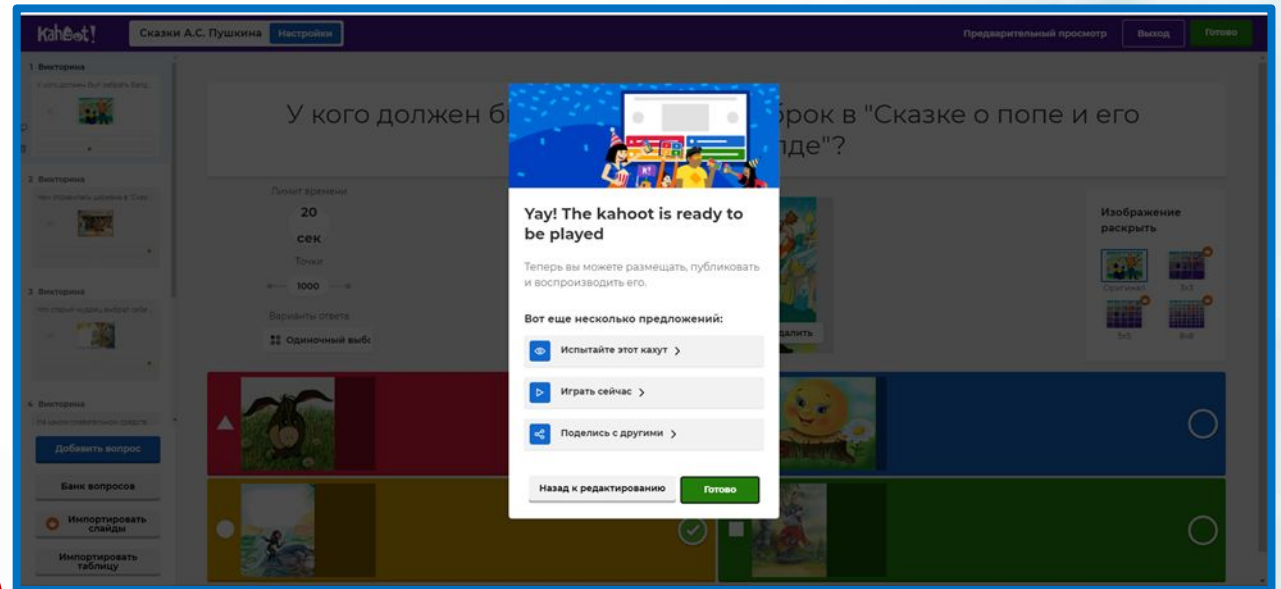 Kahoot!
Сказки А.С. Пушкина
Настройки
Предварительный просмотр
Выход
Готово
1 Викторина
2 Викторина
3 Викторина
4 Викторина
Добавить вопрос
Банк вопросов
Импортировать
слайды
Импортировать
таблицу
У кого должен
рок в "Сказке о попе и его
лде"?
Лимит времени
20
сек
Точки
1000
Варианты ответа
Одиночный выбо
Yay! The kahoot is ready to
be played
Теперь вы можете размещать, публиковать
и воспроизводить его.
Вот еще несколько предложений:
Испытайте этот кахут
Играть сейчас
Поделись с другими
Назад к редактированию
Готово
Изображение
раскрыть
Оригинал
3x3
5x5
8x8